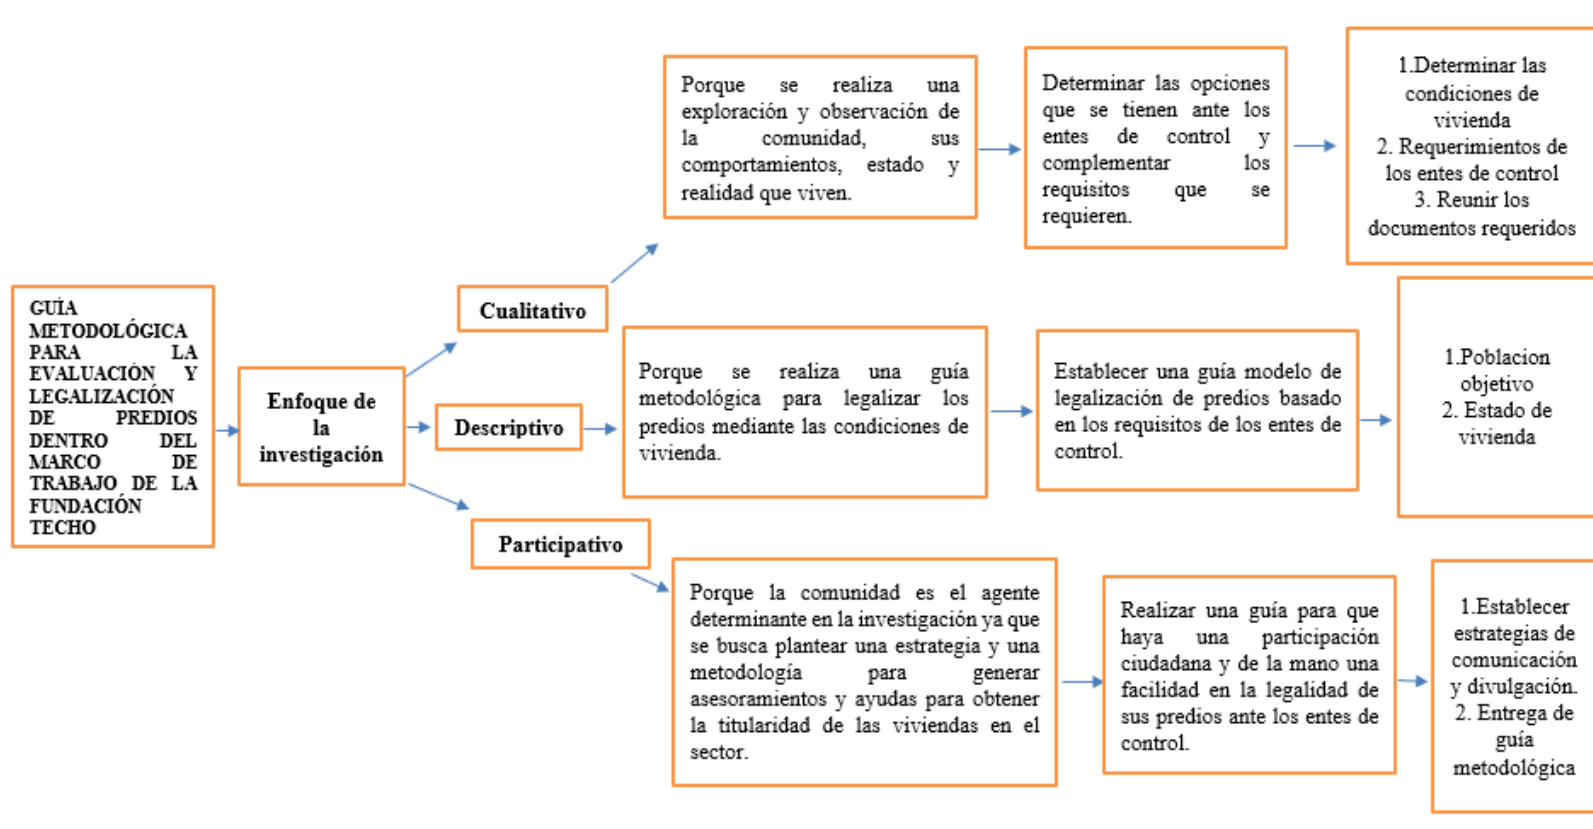 GUÍA
METODOLÓGICA
PARA LA
EVALUACIÓN Y
LEGALIZACIÓN
DE PREDIOS
DENTRO DEL
MARCO DE
TRABAJO DE LA
FUNDACIÓN
TECHO
Enfoque de
la
investigación
Cualitativo
Porque se realiza una
exploración y observación de
la comunidad, sus
comportamientos, estado y
realidad que viven.
Determinar las opciones
que se tienen ante los
entes de control y
complementar los
requisitos que se
requieren.
1.Determinar las
condiciones de
vivienda
2. Requerimientos de
los entes de control
3. Reunir los
documentos requeridos
Descriptivo
Porque se realiza una guía
metodológica para legalizar los
predios mediante las condiciones de
vivienda.
Establecer una guía modelo de
legalización de predios basado
en los requisitos de los entes de
control.
1.Poblacion
objetivo
2. Estado de
vivienda
Participativo
Porque la comunidad es el agente
determinante en la investigación ya que
se busca plantear una estrategia y una
metodología para generar
asesoramientos y ayudas para obtener
la titularidad de las viviendas en el
sector.
Realizar una guía para que
haya una participación
ciudadana y de la mano una
facilidad en la legalidad de
sus predios ante los entes de
control.
1.Establecer
estrategias de
comunicación
y divulgación.
2. Entrega de
guía
metodológica